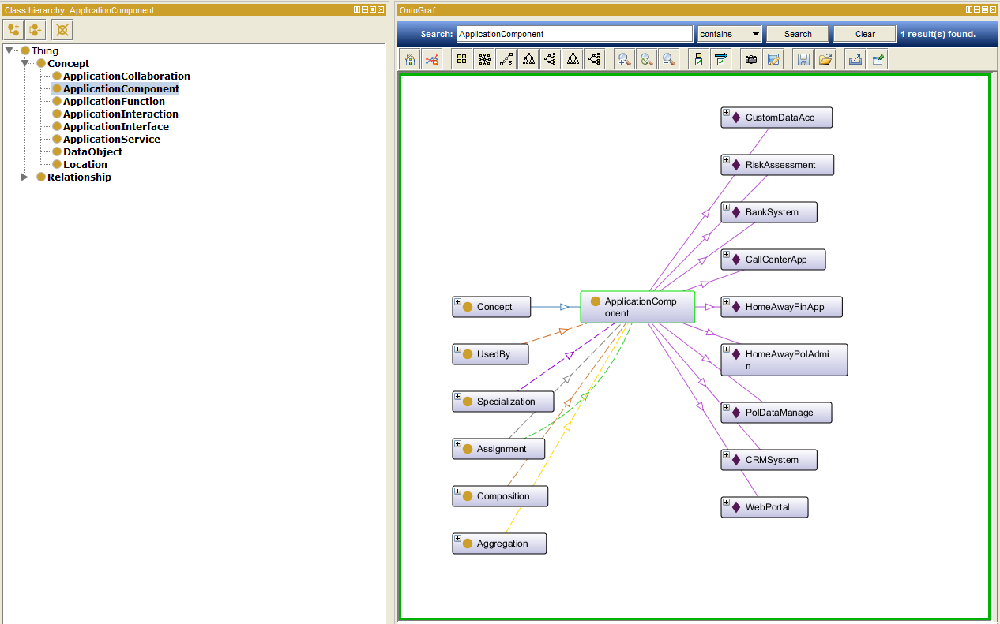 Class hierarchy: ApplicationComponent
Thing
Concept
ApplicationCollaboration
ApplicationComponent
ApplicationFunction
ApplicationInteraction
ApplicationInterface
ApplicationService
DataObject
Location
Relationship
OntoGraf:
Search: ApplicationComponent contains Search Clear 1 result(s) found.
CustomDataAcc
RiskAssessment
BankSystem
CallCenterApp
Concept
ApplicationComp
onent
HomeAwayFinApp
UsedBy
HomeAwayPolAdmi
n
Specialization
PolDataManage
Assignment
CRMSystem
Composition
WebPortal
Aggregation